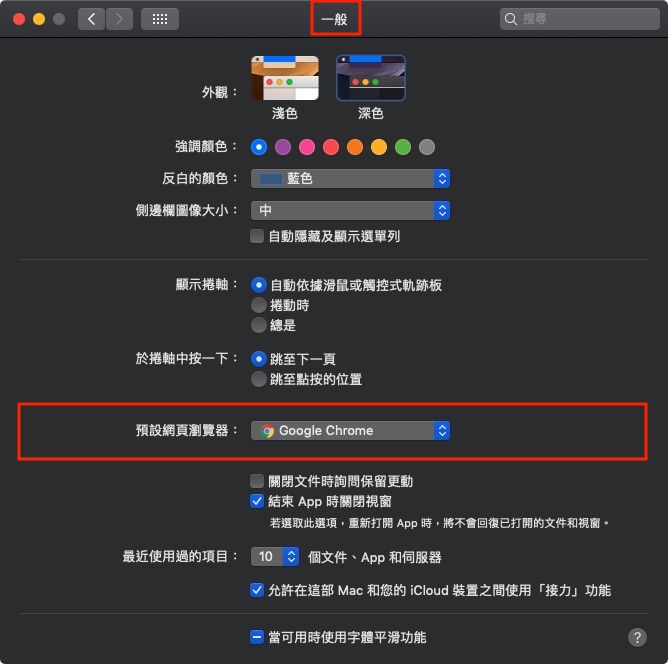 一般
搜尋
外觀：
淺色
深色
強調顏色：
反白的顏色： 藍色
側邊欄圖像大小： 中
自動隱藏及顯示選單列
顯示捲軸： 自動依據滑鼠或觸控式軌跡板
捲動時
總是
於捲軸中按一下： 跳至下一頁
跳至點按的位置
預設網頁瀏覽器： Google Chrome
關閉文件時詢問保留更動
結束 App 時關閉視窗
若選取此選項，重新打開 App 時，將不會回復已打開的文件和視窗。
最近使用過的項目： 10 個文件、App 和伺服器
允許在這部 Mac 和您的 iCloud 裝置之間使用「接力」功能
當可用時使用字體平滑功能
?